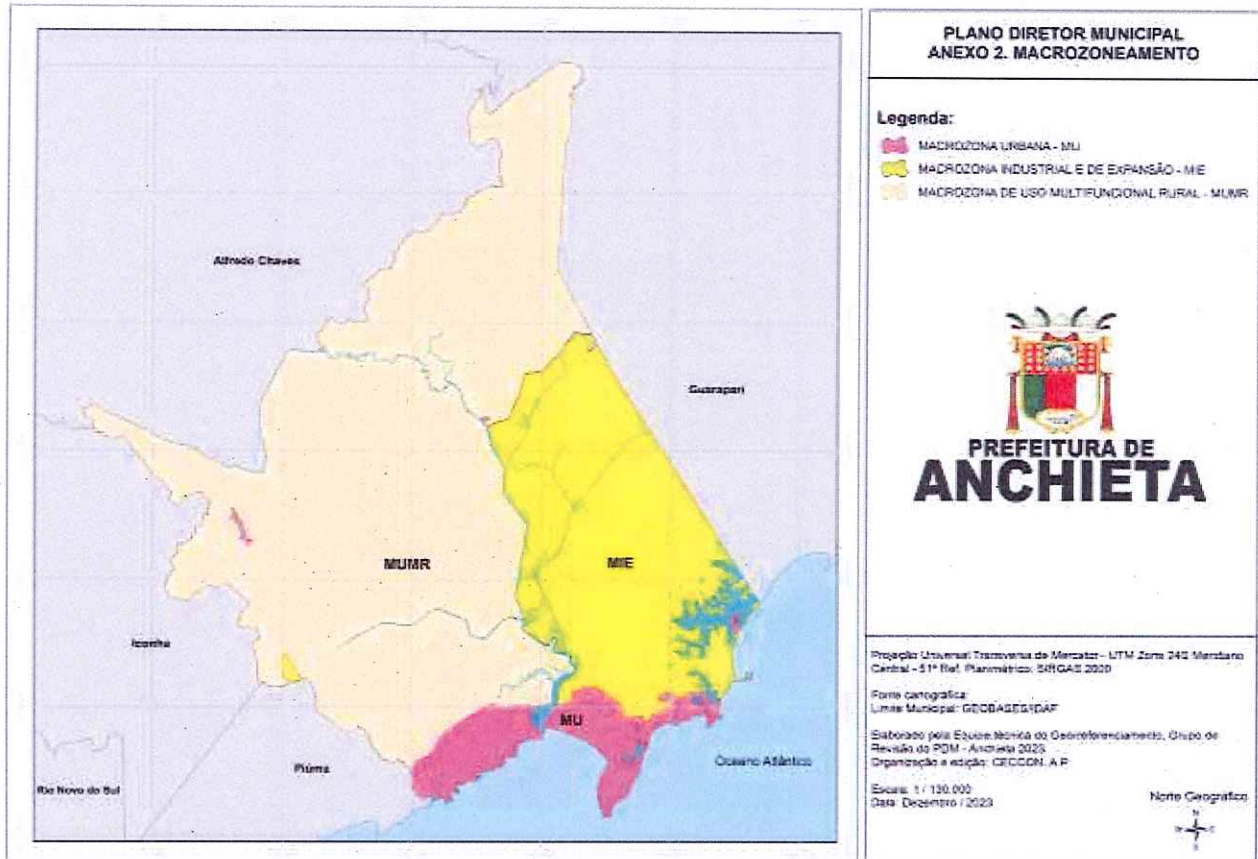 PLANO DIRETOR MUNICIPAL
ANEXO 2. MACROZONEAMENTO
Legenda:
MACROZONA URBANA - MU
MACROZONA INDUSTRIAL E DE EXPANSÃO - MIE
MACROZONA DE USO MULTIFUNCIONAL RURAL - MUMR
Alfredo Chaves
Guarapari
PREFEITURA DE
ANCHIETA
MUMR
MIE
Iconha
MU
Piúma
Oceano Atlântico
Rio Novo do Sul
Projeção Universal Transversa de Mercator - UTM Zona 24S Meridiano
Central - 51º Ref. Planimétrico: SIRGAS 2000
Fonte cartográfica:
Limite Municipal: GEOBASES/IDAF
Elaborado pela Equipe técnica do Georreferenciamento, Grupo de
Revisão do PDM - Anchieta 2023
Organização e edição: CECCON, A.P
Escala: 1 / 130.000
Data: Dezembro / 2023
Norte Geográfico
N
S